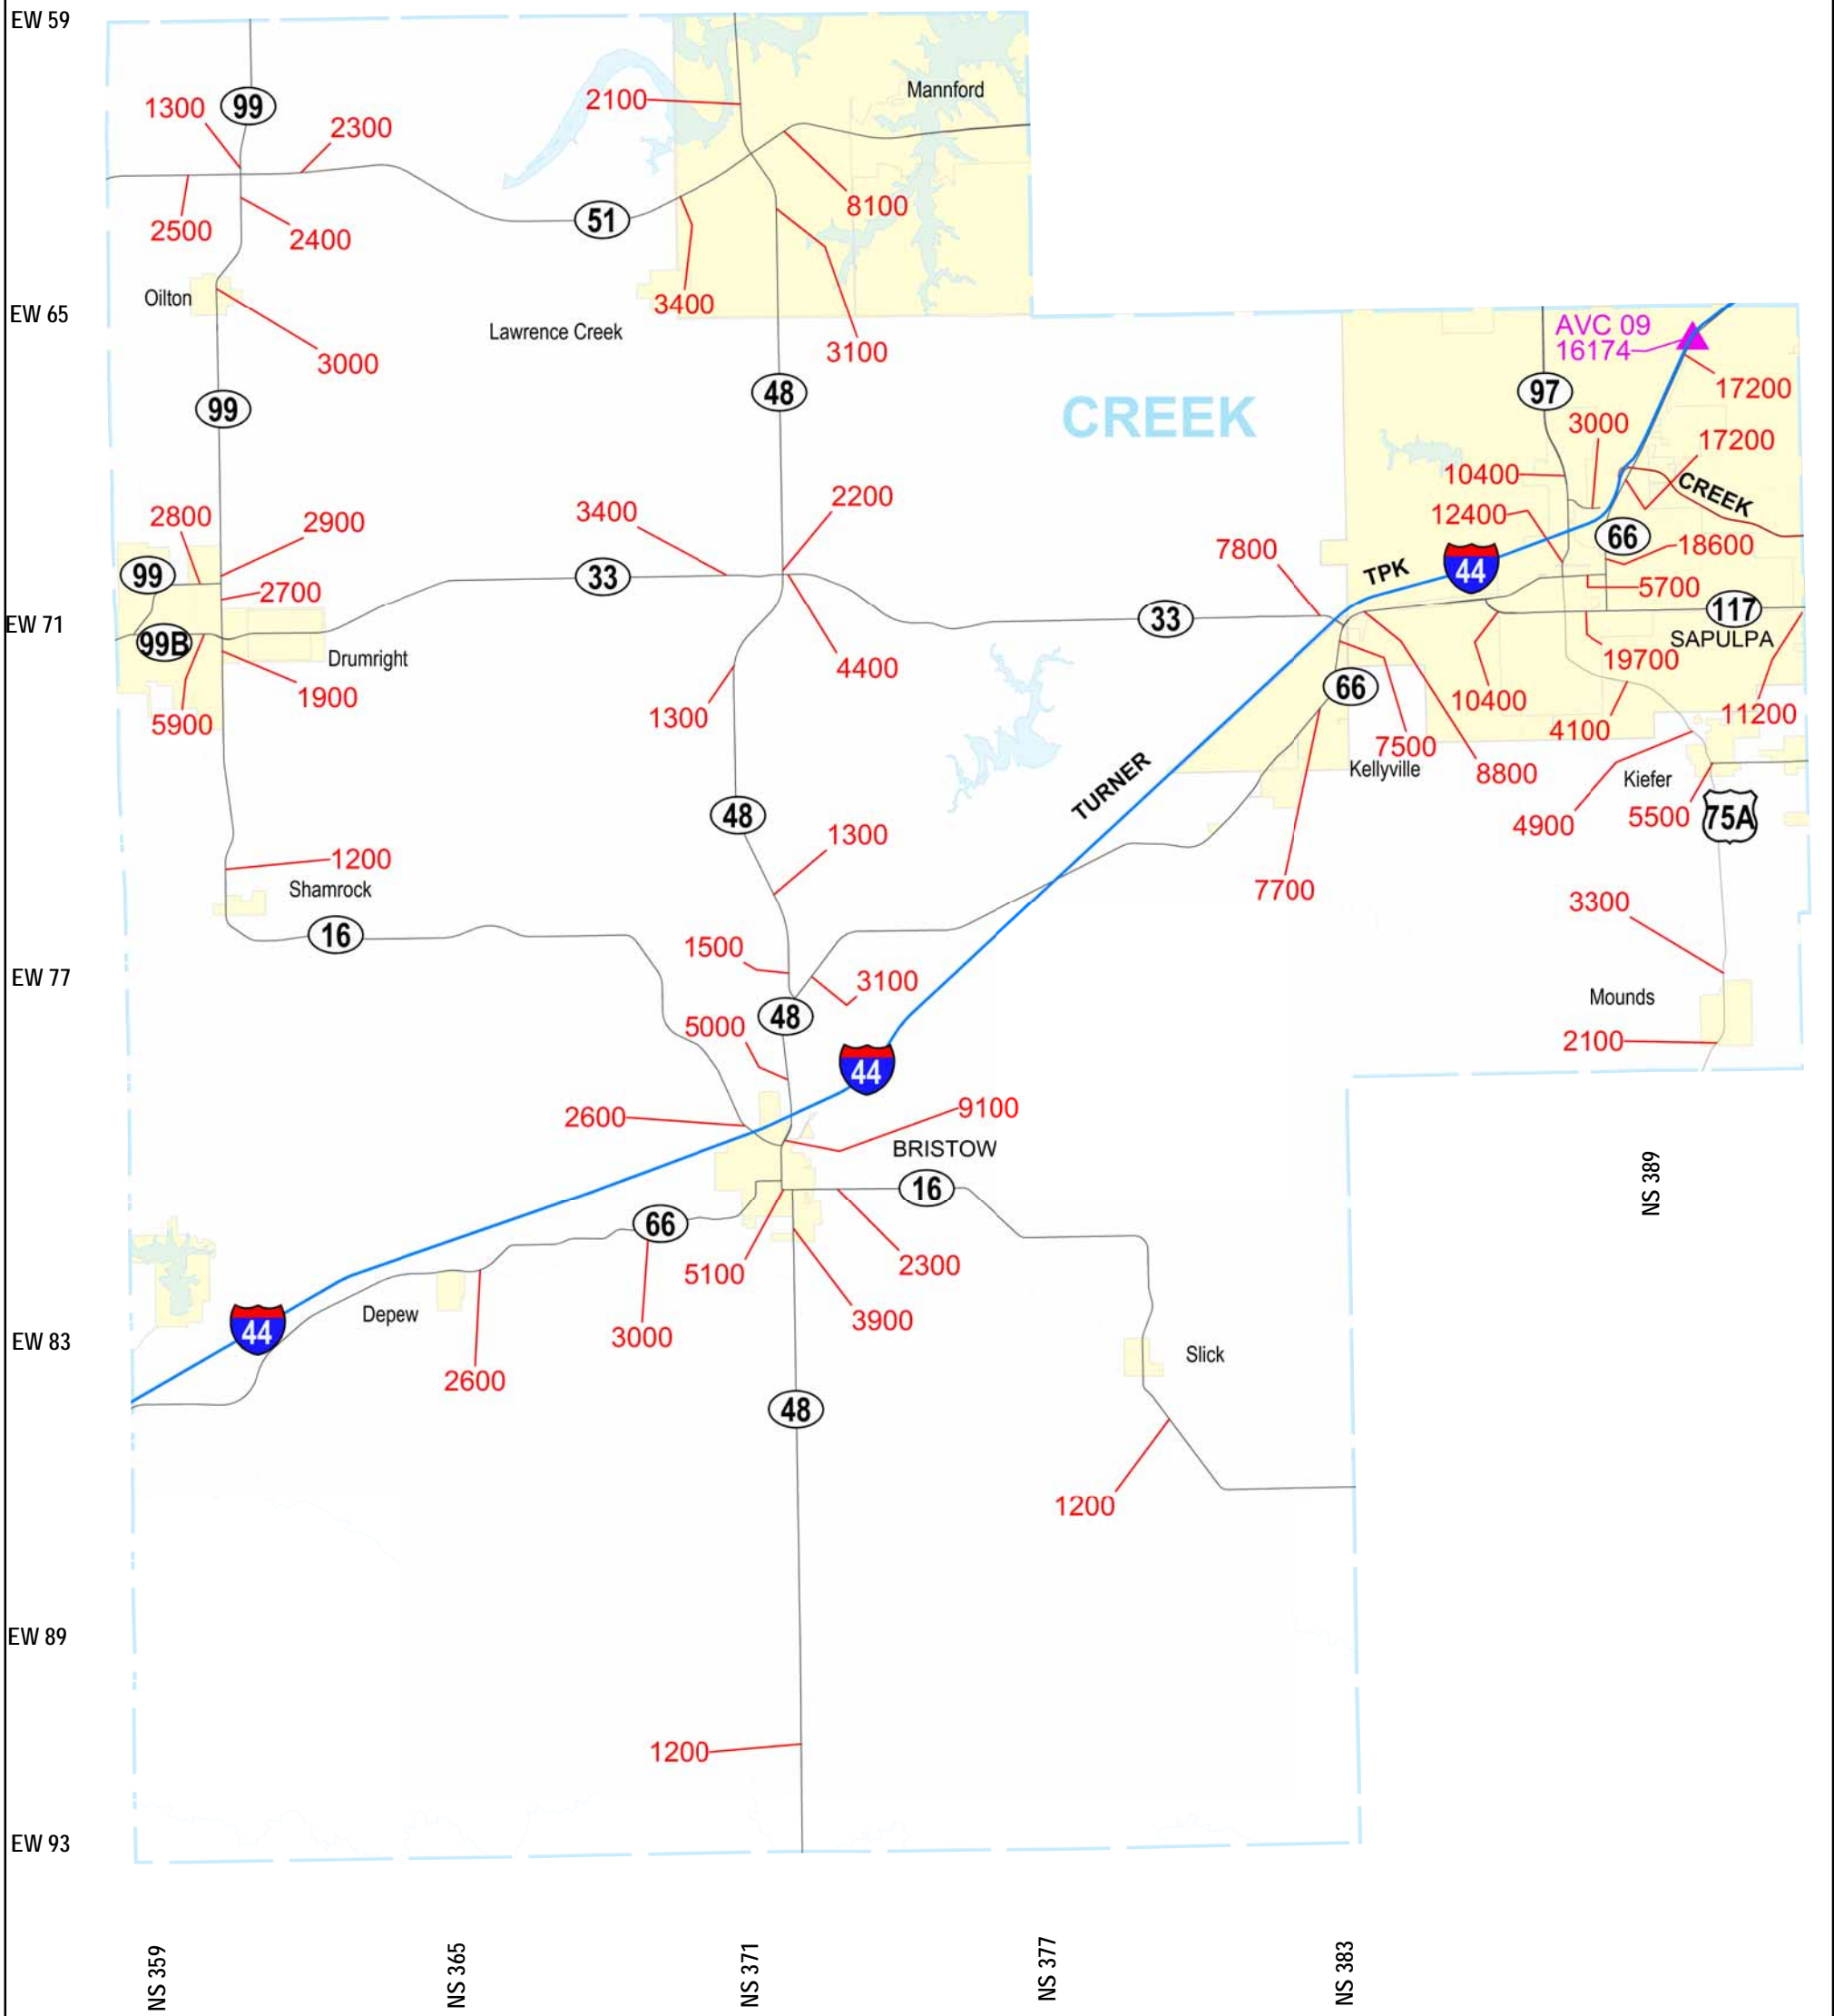 EW 59
99
1300
2300
2100
Mannford
2500
2400
51
8100
Oilton
3000
Lawrence Creek
3400
3100
EW 65
AVC 09
16174
17200
99
48
CREEK
97
3000
17200
10400
CREEK
12400
66
18600
2800
2900
3400
2200
7800
99
2700
33
TPK
44
5700
EW 71
99B
33
117
SAPULPA
Drumright
4400
19700
5900
1900
1300
66
10400
4100
11200
7500
Kellyville
8800
Kiefer
TURNER
48
4900
5500
75A
1300
1200
Shamrock
7700
3300
16
1500
3100
EW 77
Mounds
48
5000
2100
44
2600
9100
BRISTOW
16
NS 389
66
5100
2300
Depew
3900
44
3000
EW 83
Slick
2600
48
1200
EW 89
1200
EW 93
NS 359
NS 365
NS 371
NS 377
NS 383